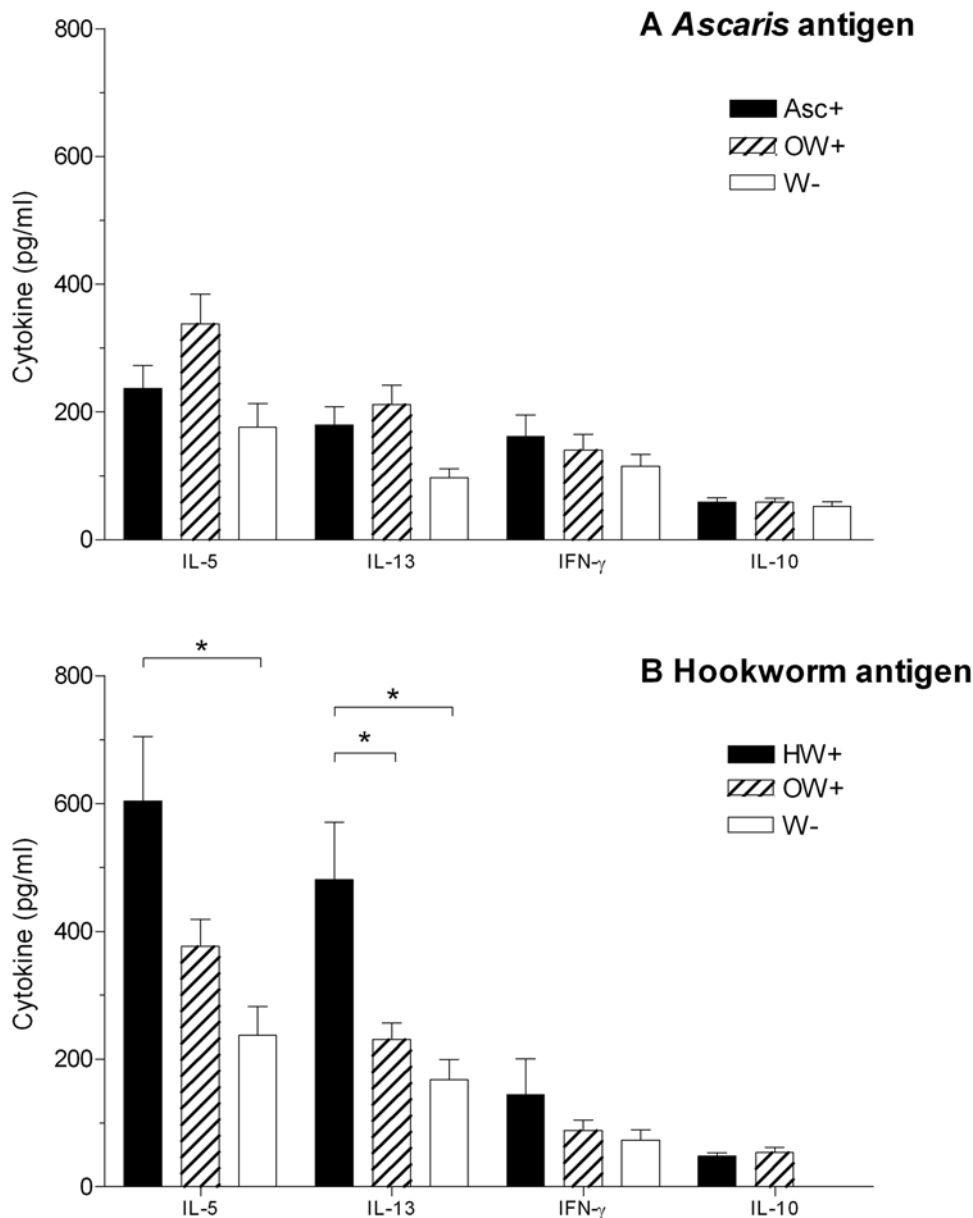 A Ascaris antigen
Asc+
OW+
W-
Cytokine (pg/ml)
800
600
400
200
0
IL-5 IL-13 IFN-γ IL-10
B Hookworm antigen
HW+
OW+
W-
Cytokine (pg/ml)
800
600
400
200
0
*
*
*
IL-5 IL-13 IFN-γ IL-10